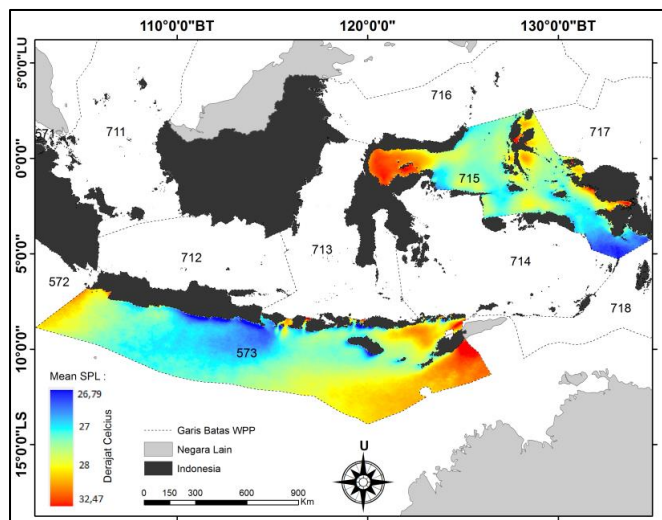 110°0'0"BT 120°0'0" 130°0'0"BT
5°0'0"LU
0°0'0"
5°0'0"
10°0'0"
15°0'0"LS
716
571
711
717
715
713
712
714
572
718
573
Mean SPL :
26,79
27
28
32,47
Derajat Celcius
Garis Batas WPP
Negara Lain
Indonesia
0 150 300 600 900
Km
U